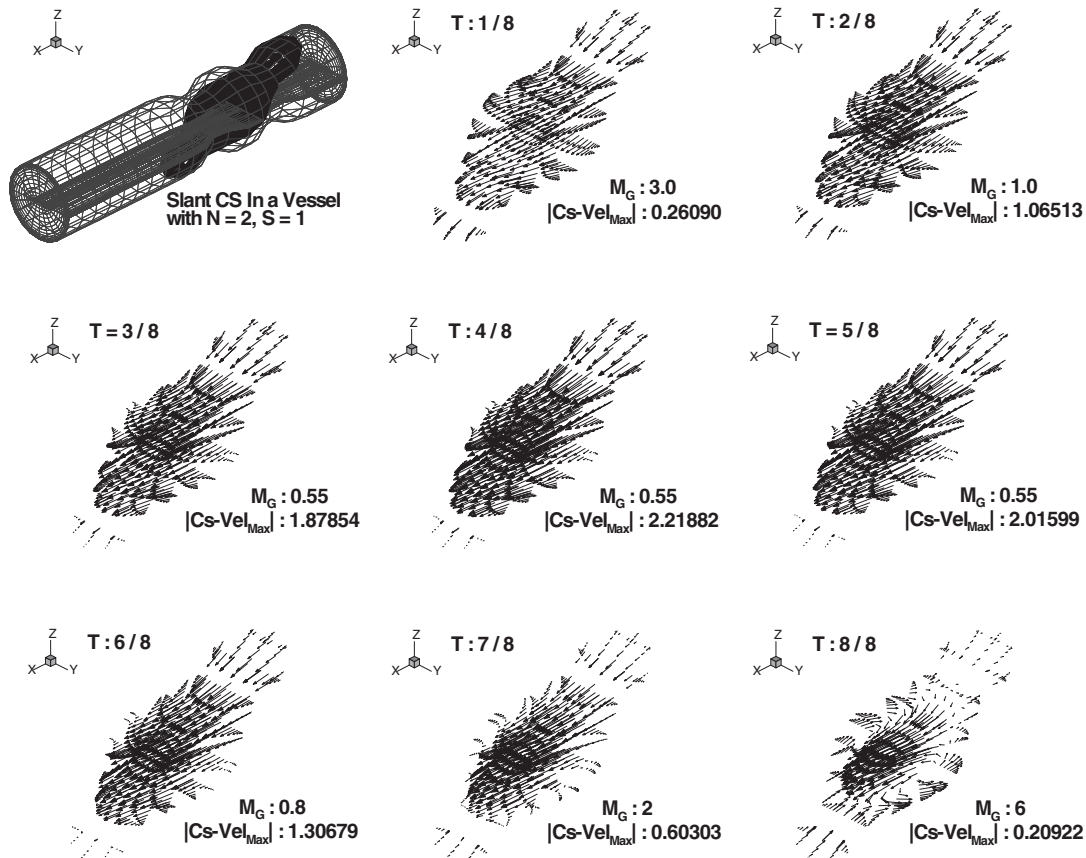 Z
X
Y
Slant CS In a Vessel
with N = 2, S = 1
Z
X
Y
T : 1 / 8
M_G : 3.0
|Cs-Vel_Max| : 0.26090
Z
X
Y
T : 2 / 8
M_G : 1.0
|Cs-Vel_Max| : 1.06513
Z
X
Y
T = 3 / 8
M_G : 0.55
|Cs-Vel_Max| : 1.87854
Z
X
Y
T : 4 / 8
M_G : 0.55
|Cs-Vel_Max| : 2.21882
Z
X
Y
T = 5 / 8
M_G : 0.55
|Cs-Vel_Max| : 2.01599
Z
X
Y
T : 6 / 8
M_G : 0.8
|Cs-Vel_Max| : 1.30679
Z
X
Y
T : 7 / 8
M_G : 2
|Cs-Vel_Max| : 0.60303
Z
X
Y
T : 8 / 8
M_G : 6
|Cs-Vel_Max| : 0.20922